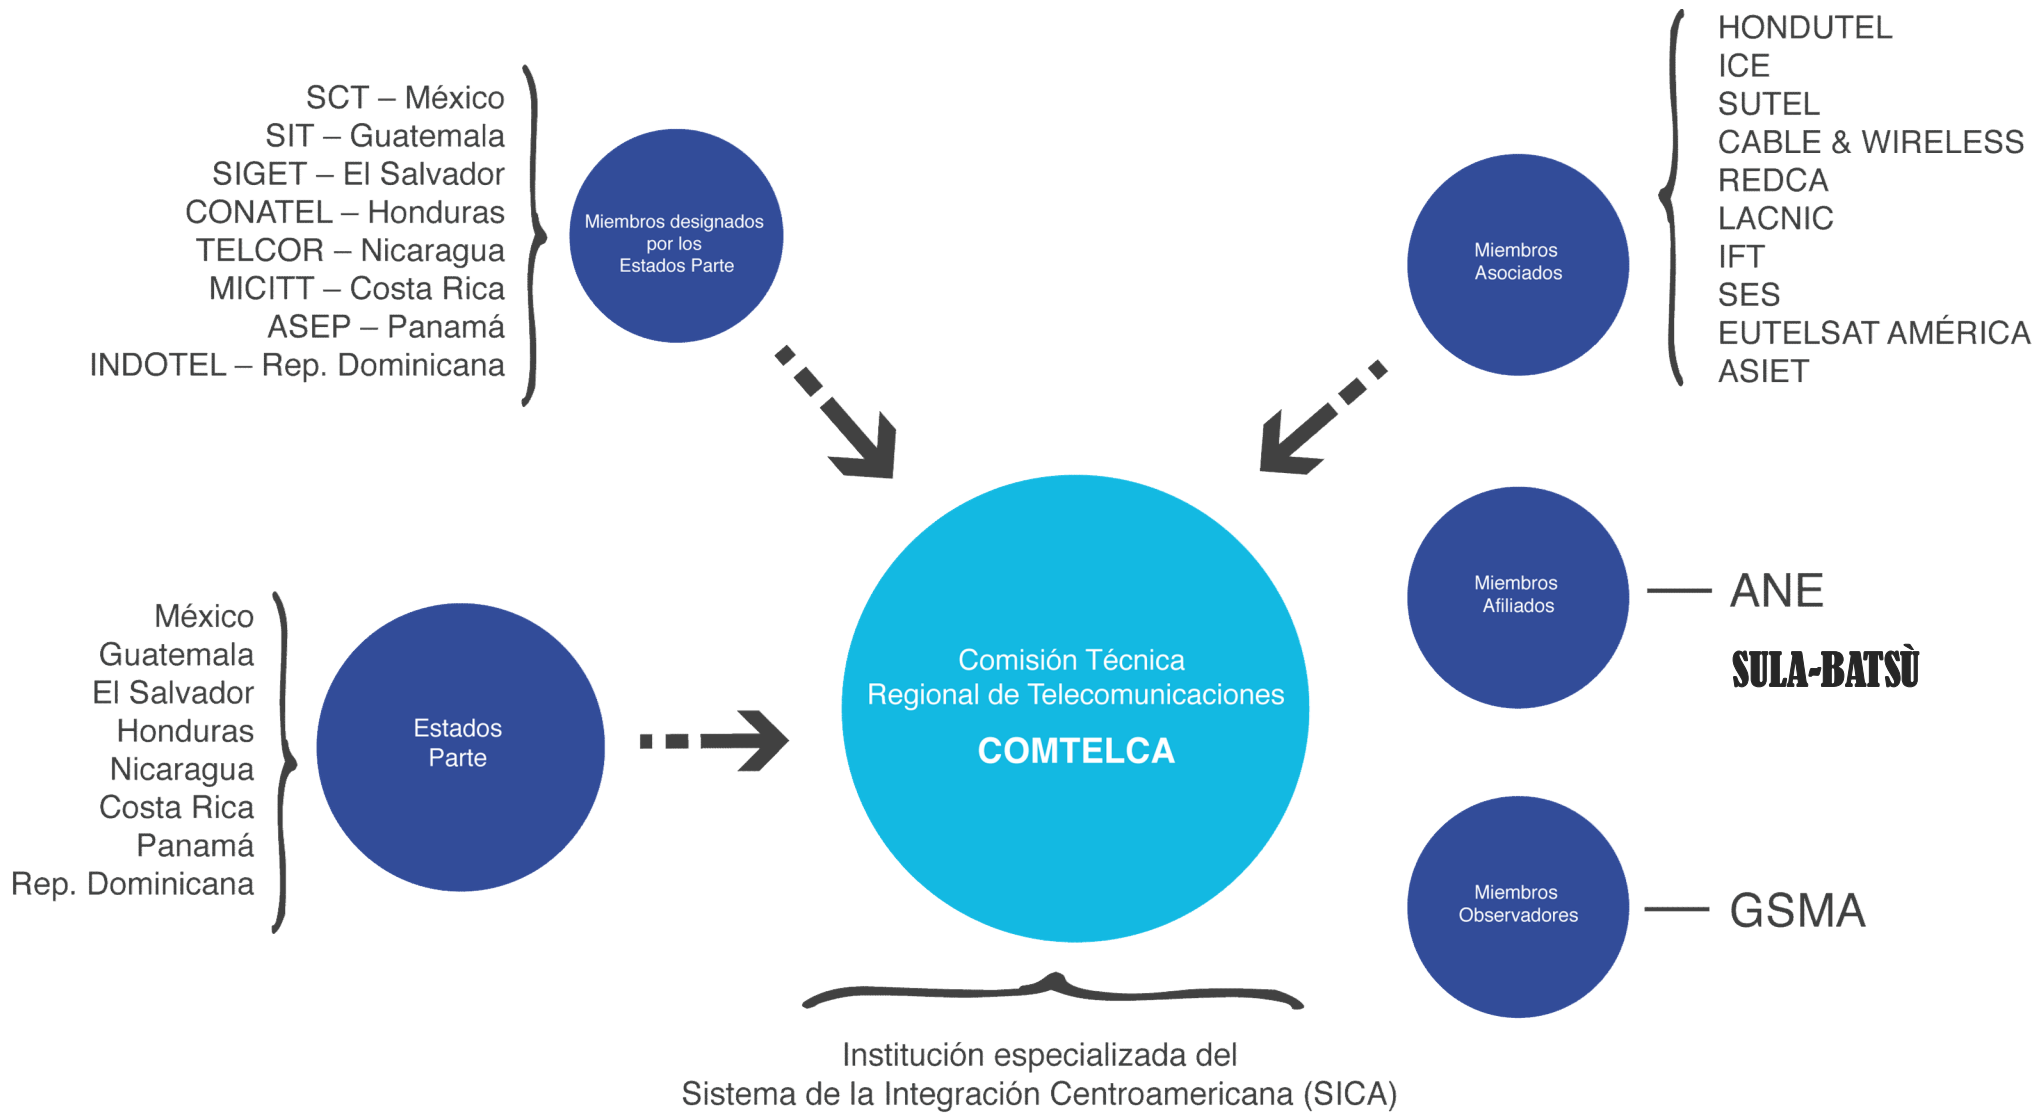 SCT – México
SIT – Guatemala
SIGET – El Salvador
CONATEL – Honduras
TELCOR – Nicaragua
MICITT – Costa Rica
ASEP – Panamá
INDOTEL – Rep. Dominicana
Miembros designados
por los
Estados Parte
Miembros
Asociados
HONDUTEL
ICE
SUTEL
CABLE & WIRELESS
REDCA
LACNIC
IFT
SES
EUTELSAT AMÉRICA
ASIET
México
Guatemala
El Salvador
Honduras
Nicaragua
Costa Rica
Panamá
Rep. Dominicana
Estados
Parte
Comisión Técnica
Regional de Telecomunicaciones
COMTELCA
Miembros
Afiliados
ANE
SULA-BATSÙ
Miembros
Observadores
GSMA
Institución especializada del
Sistema de la Integración Centroamericana (SICA)